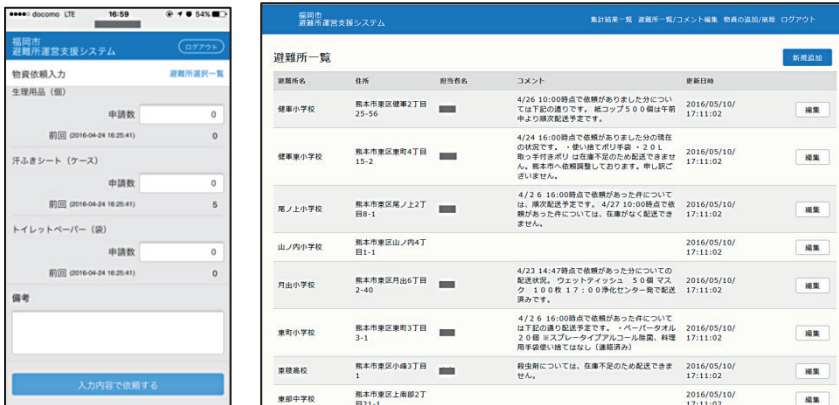 docomo LTE 16:59 54%
福岡市
避難所運営支援システム
ログアウト
物資依頼入力 避難所選択一覧
生理用品（個）
申請数 0
前回 (2016-04-24 16:25:41) 0
汗ふきシート（ケース）
申請数 0
前回 (2016-04-24 16:25:41) 5
トイレットペーパー（袋）
申請数 0
前回 (2016-04-24 16:25:41) 0
備考
入力内容で依頼する
福岡市
避難所運営支援システム
集計結果一覧 避難所一覧/コメント編集 物資の追加/削除 ログアウト
避難所一覧
新規追加
避難所名 住所 担当者名 コメント 更新日時
健軍小学校
熊本市東区健軍2丁目
25-56
4/26 10:00時点で依頼がありました分につい
ては下記の通りです。 紙コップ５００個は午前
中より順次配送予定です。
2016/05/10/
17:11:02
編集
健軍東小学校
熊本市東区東町4丁目
15-2
4/24 16:00時点で依頼がありました分の現在
の状況です。 ・使い捨てポリ手袋 ・２０Ｌ
取っ手付きポリ は在庫不足のため配送できませ
ん。熊本市へ依頼調整しております。申し訳ご
ざいません。
2016/05/10/
17:11:02
編集
尾ノ上小学校
熊本市東区尾ノ上2丁
目8-1
４/２６ 16:00時点で依頼があった件について
は、順次配送予定です。 4/27 10:00時点で依
頼があった件については、在庫がなく配送でき
ません。
2016/05/10/
17:11:02
編集
山ノ内小学校
熊本市東区山ノ内4丁
目1-1
2016/05/10/
17:11:02
編集
月出小学校
熊本市東区月出6丁目
2-40
4/23 14:47時点で依頼があった分についての
配送状況。 ウェットティッシュ ５０個 マス
ク １００枚 １７：００浄化センター発で配送
済みです。
2016/05/10/
17:11:02
編集
東町小学校
熊本市東区東町3丁目
3-1
４/２６ 16:00時点で依頼があった件について
は下記の通り配送予定です。 ・ペーパータオル
２０個 ※スプレータイプアルコール除菌、料理
用手袋使い捨てはなし（連絡済み）
2016/05/10/
17:11:02
編集
東稜高校
熊本市東区小峰3丁目
1
殺虫剤については、在庫不足のため配送できま
せん。
2016/05/10/
17:11:02
編集
東部中学校
熊本市東区上南部2丁
目21-1
2016/05/10/
17:11:02
編集